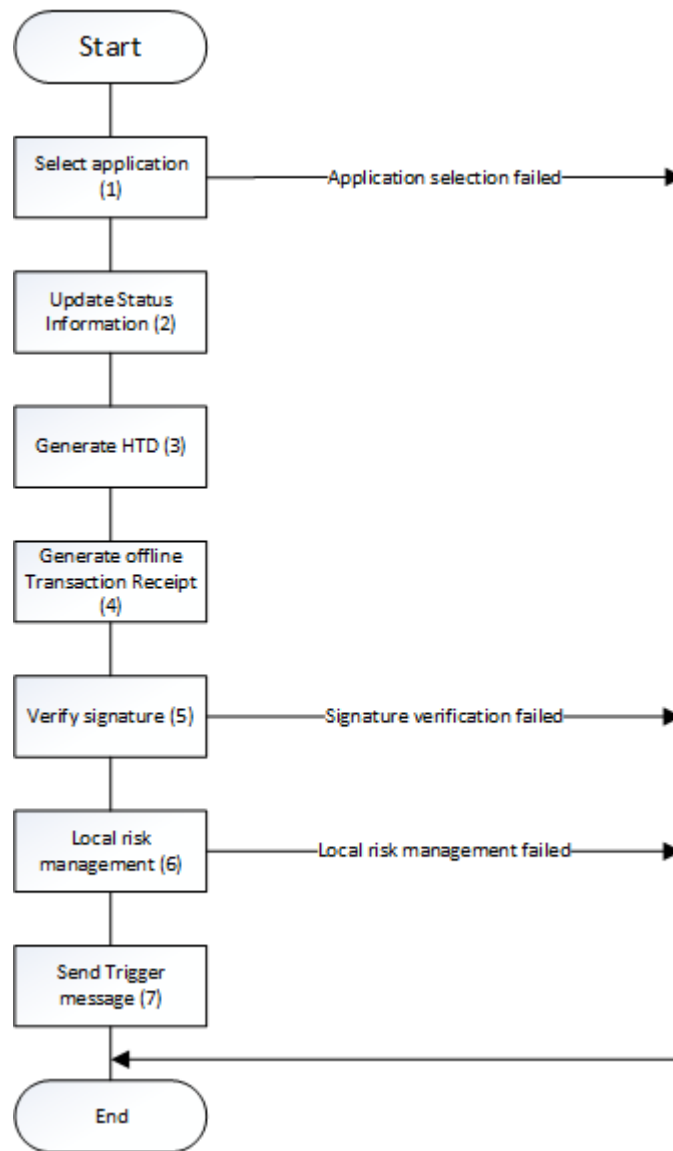 Start
Select application
(1)
Application selection failed
Update Status
Information (2)
Generate HTD (3)
Generate offline
Transaction Receipt
(4)
Verify signature (5)
Signature verification failed
Local risk
management (6)
Local risk management failed
Send Trigger
message (7)
End